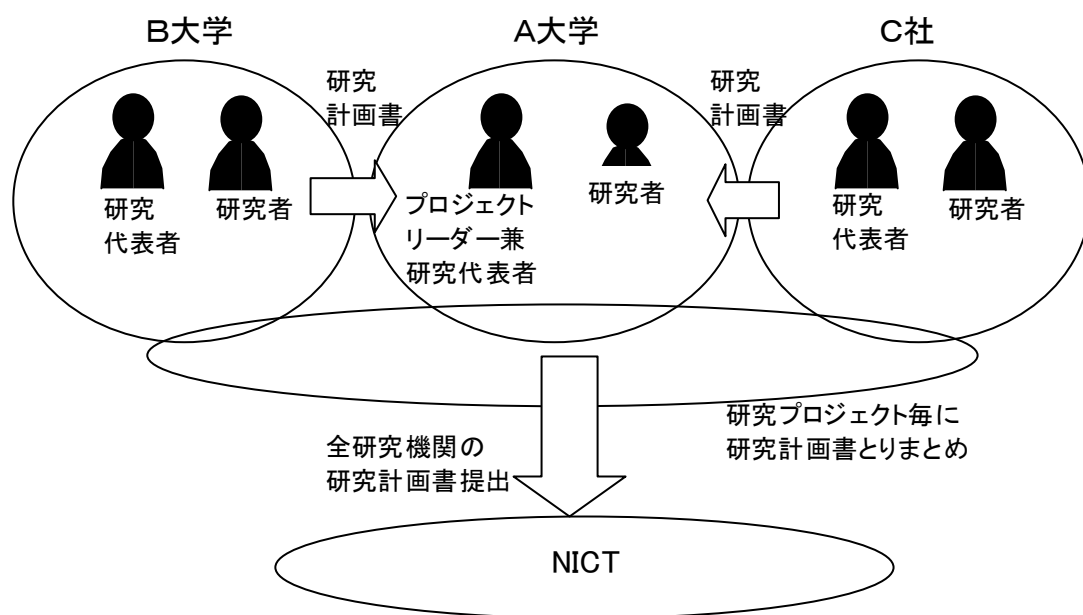 B大学
A大学
C社
研究
計画書
研究
計画書
研究
代表者
研究者
プロジェクト
リーダー兼
研究代表者
研究者
研究
代表者
研究者
全研究機関の
研究計画書提出
研究プロジェクト毎に
研究計画書とりまとめ
NICT